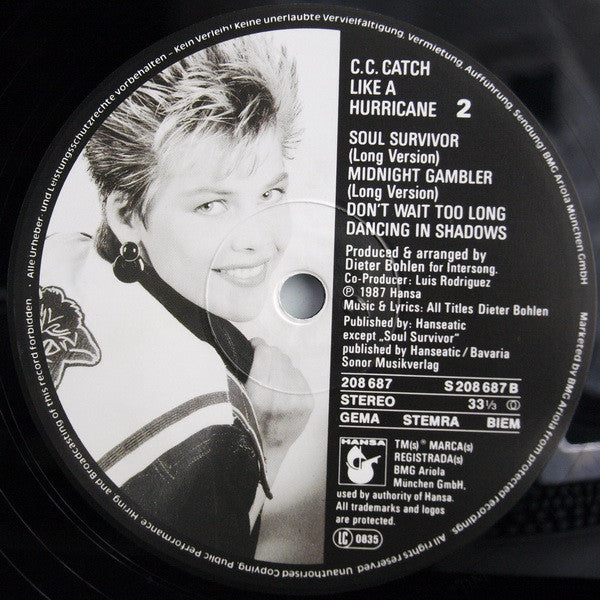 C.C. CATCH
LIKE A
HURRICANE 2
SOUL SURVIVOR
(Long Version)
MIDNIGHT GAMBLER
(Long Version)
DON'T WAIT TOO LONG
DANCING IN SHADOWS
Produced & arranged by
Dieter Bohlen for Intersong.
Co-Producer: Luis Rodriguez
℗ 1987 Hansa
Music & Lyrics: All Titles Dieter Bohlen
Published by: Hanseatic
except „Soul Survivor"
published by Hanseatic/Bavaria
Sonor Musikverlag
208 687 S 208 687 B
STEREO 33⅓
GEMA STEMRA BIEM
HANSA
TM(s)® MARCA(s)
REGISTRADA(s)
BMG Ariola
München GmbH.
used by authority of Hansa.
All trademarks and logos
are protected.
LC 0835
Alle Urheber- und Leistungsschutzrechte vorbehalten - Kein Verleih! Keine unerlaubte Vervielfältigung, Vermietung, Aufführung, Sendung! BMG Ariola München GmbH
Marketed by BMG Ariola from protected recordings. All rights reserved. Unauthorised Copying, Public Performance, Hiring and Broadcasting of this record forbidden